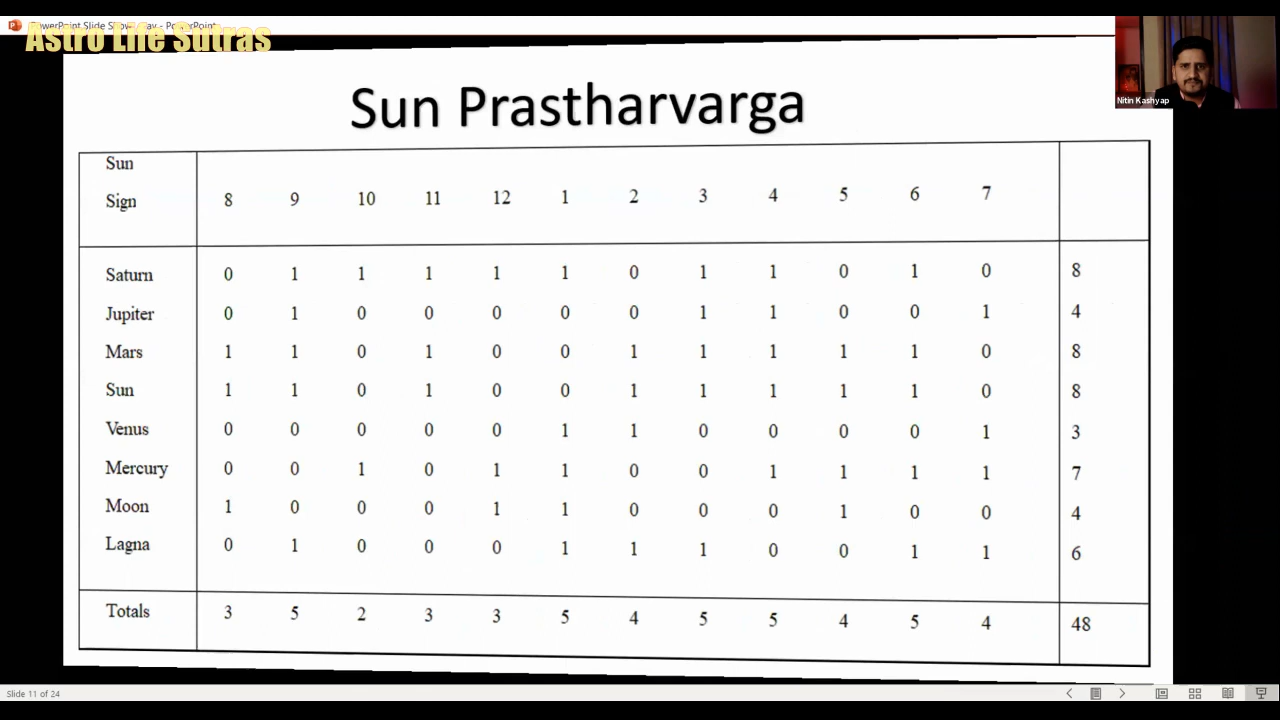 PowerPoint Slide Show - PowerPoint
Astro Life Sutras
Nitin Kashyap
Sun Prastharvarga
Sun
Sign 8 9 10 11 12 1 2 3 4 5 6 7
Saturn 0 1 1 1 1 1 0 1 1 0 1 0 8
Jupiter 0 1 0 0 0 0 0 1 1 0 0 1 4
Mars 1 1 0 1 0 0 1 1 1 1 1 0 8
Sun 1 1 0 1 0 0 1 1 1 1 1 0 8
Venus 0 0 0 0 0 1 1 0 0 0 0 1 3
Mercury 0 0 1 0 1 1 0 0 1 1 1 1 7
Moon 1 0 0 0 1 1 0 0 0 1 0 0 4
Lagna 0 1 0 0 0 1 1 1 0 0 1 1 6
Totals 3 5 2 3 3 5 4 5 5 4 5 4 48
Slide 11 of 24